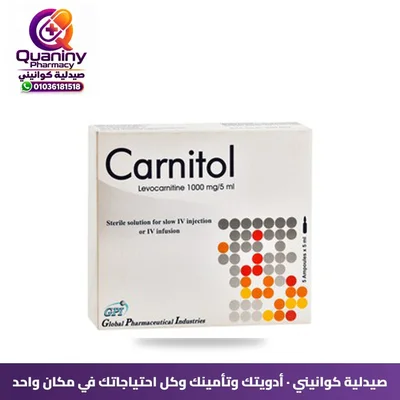 Quaniny
Pharmacy
صيدلية كوانيني
01036181518
Carnitol
Levocarnitine 1000 mg/5 ml
Sterile solution for slow IV injection
or IV infusion
5 Ampoules x 5 ml
GPI
Global Pharmaceutical Industries
صيدلية كوانيني - أدويتك وتأمينك وكل احتياجاتك في مكان واحد